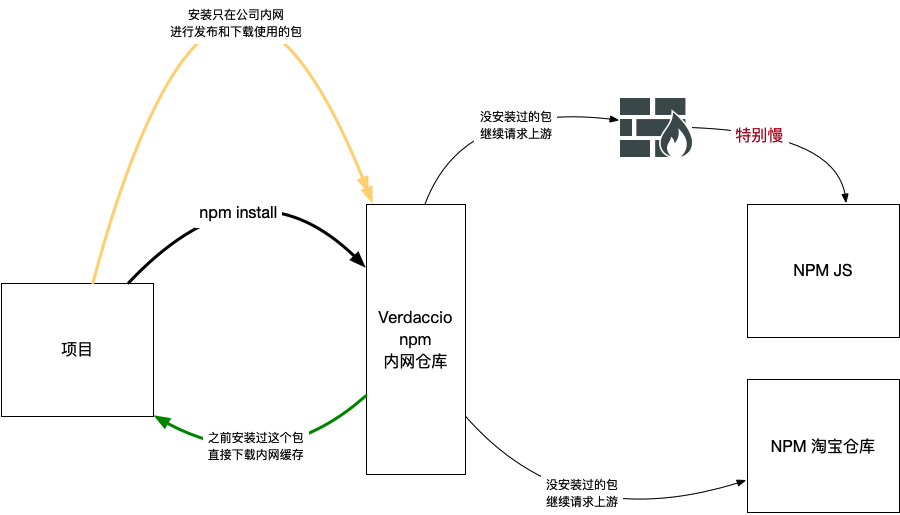 安装只在公司内网
进行发布和下载使用的包
没安装过的包
继续请求上游
特别慢
npm install
NPM JS
Verdaccio
npm
内网仓库
项目
之前安装过这个包
直接下载内网缓存
NPM 淘宝仓库
没安装过的包
继续请求上游